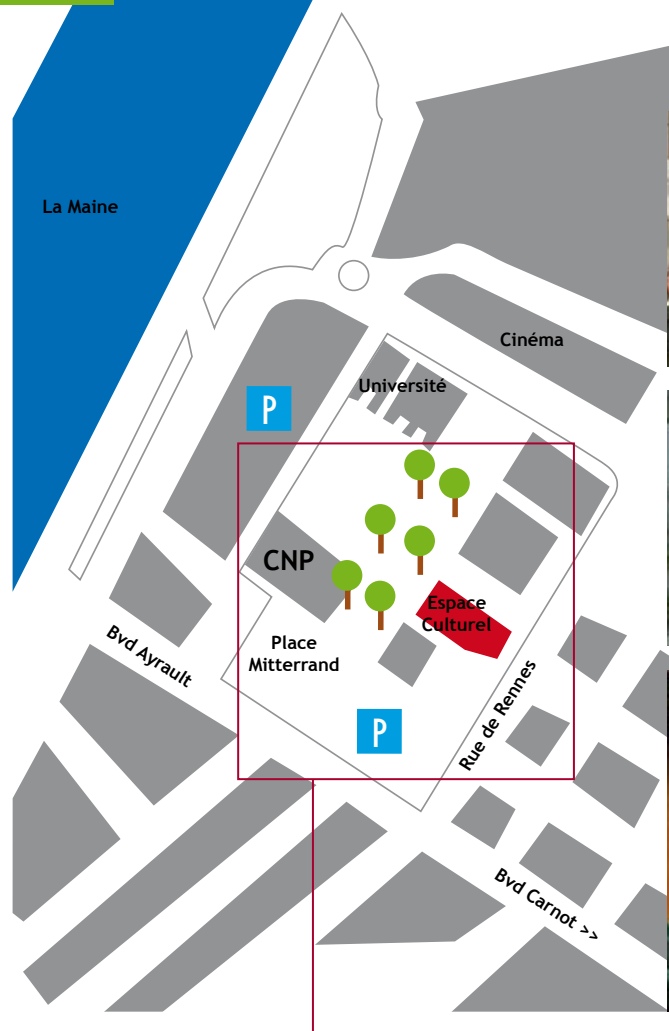 La Maine
Cinéma
Université
P
CNP
Espace
Culturel
Place
Mitterrand
Bvd Ayrault
Rue de Rennes
P
Bvd Carnot >>